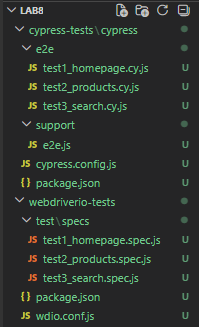 LAB8
cypress-tests\cypress
e2e
JS test1_homepage.cy.js U
JS test2_products.cy.js U
JS test3_search.cy.js U
support
JS e2e.js U
JS cypress.config.js U
{} package.json U
webdriverio-tests
test\specs
JS test1_homepage.spec.js U
JS test2_products.spec.js U
JS test3_search.spec.js U
{} package.json U
JS wdio.conf.js U